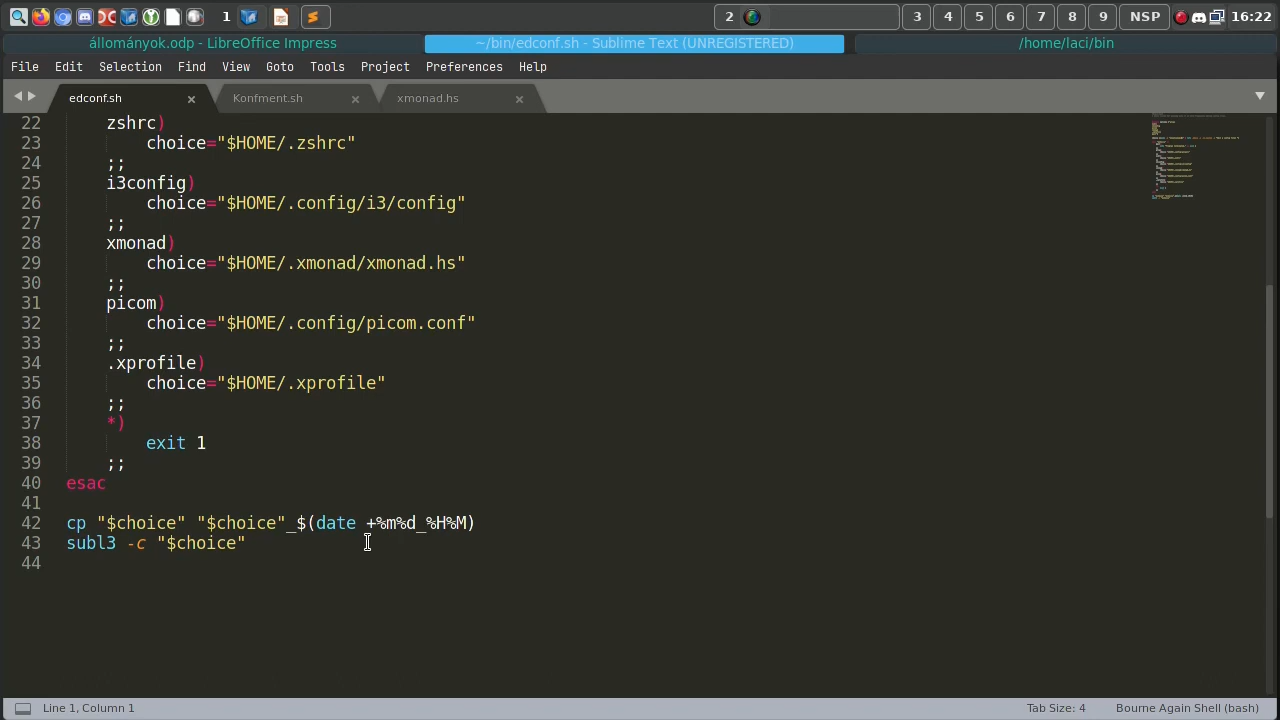 1
2
3
4
5
6
7
8
9
NSP
16:22
állományok.odp - LibreOffice Impress
~/bin/edconf.sh - Sublime Text (UNREGISTERED)
/home/laci/bin
File Edit Selection Find View Goto Tools Project Preferences Help
edconf.sh
Konfment.sh
xmonad.hs
22 zshrc)
23 choice="$HOME/.zshrc"
24 ;;
25 i3config)
26 choice="$HOME/.config/i3/config"
27 ;;
28 xmonad)
29 choice="$HOME/.xmonad/xmonad.hs"
30 ;;
31 picom)
32 choice="$HOME/.config/picom.conf"
33 ;;
34 .xprofile)
35 choice="$HOME/.xprofile"
36 ;;
37 *)
38 exit 1
39 ;;
40 esac
41
42 cp "$choice" "$choice"_$(date +%m%d_%H%M)
43 subl3 -c "$choice"
44
Line 1, Column 1
Tab Size: 4
Bourne Again Shell (bash)